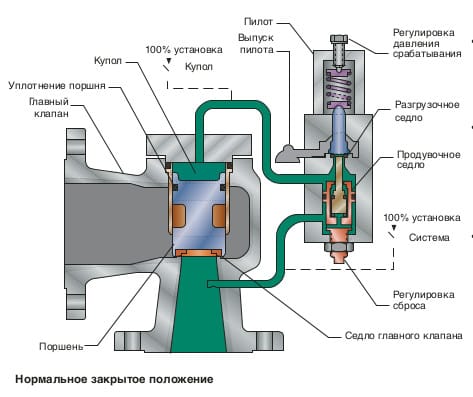 Пилот
Выпуск
пилота
Регулировка
давления
срабатывания
100% установка
Купол
Купол
Уплотнение поршня
Главный
клапан
Разгрузочное
седло
Продувочное
седло
100% установка
Система
Регулировка
сброса
Седло главного клапана
Поршень
Нормальное закрытое положение